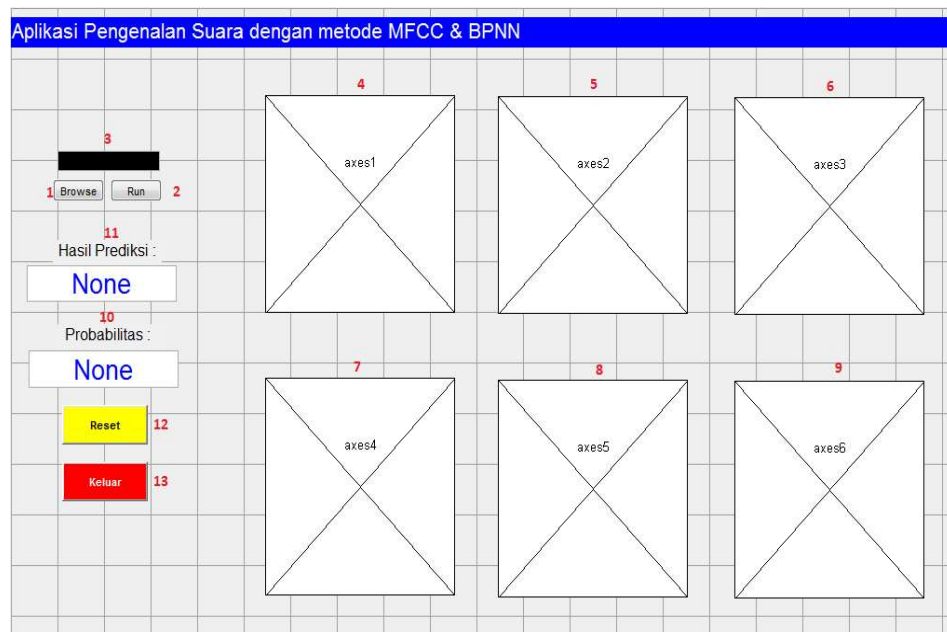 Aplikasi Pengenalan Suara dengan metode MFCC & BPNN
3
1 Browse Run 2
11
Hasil Prediksi :
None
10
Probabilitas :
None
Reset 12
Keluar 13
4
axes1
5
axes2
6
axes3
7
axes4
8
axes5
9
axes6